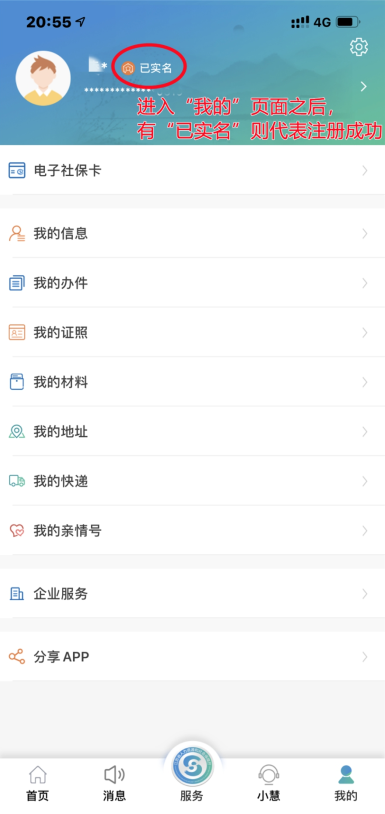 20:55
4G
已实名
进入“我的”页面之后，
有“已实名”则代表注册成功
电子社保卡
我的信息
我的办件
我的证照
我的材料
我的地址
我的快递
我的亲情号
企业服务
分享APP
首页
消息
服务
小慧
我的